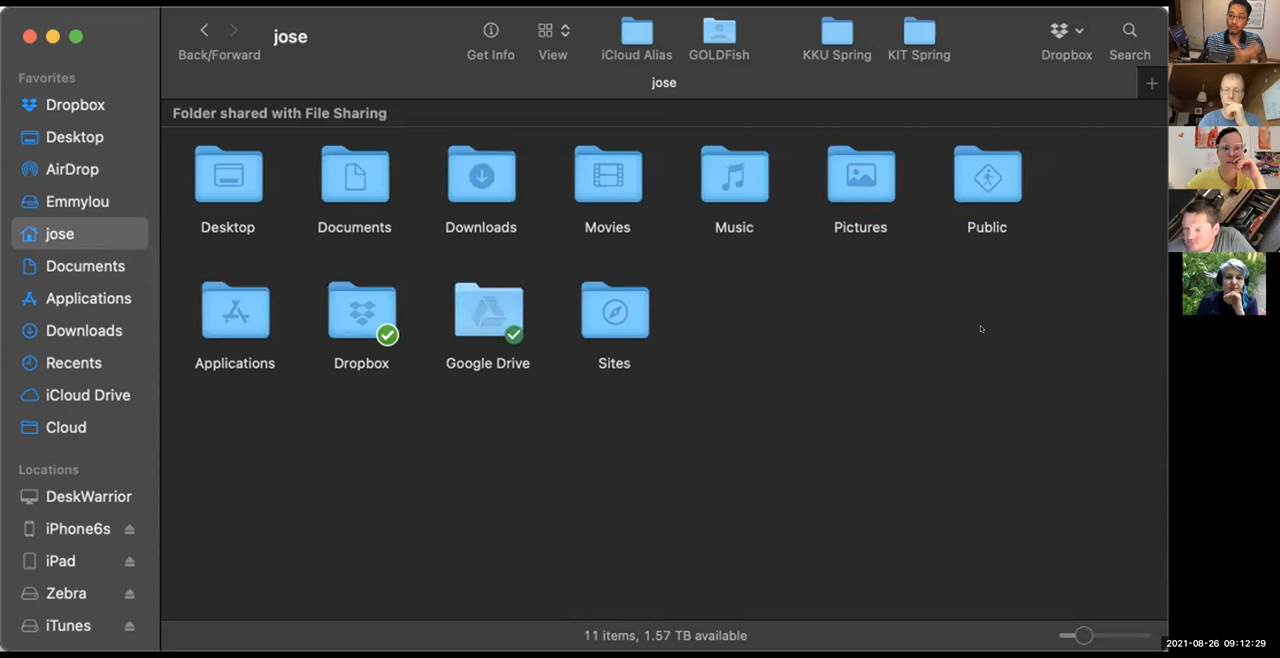 Back/Forward
jose
Get Info
View
iCloud Alias
GOLDFish
KKU Spring
KIT Spring
Dropbox
Search
jose
Favorites
Dropbox
Desktop
AirDrop
Emmylou
jose
Documents
Applications
Downloads
Recents
iCloud Drive
Cloud
Locations
DeskWarrior
iPhone6s
iPad
Zebra
iTunes
Folder shared with File Sharing
Desktop
Documents
Downloads
Movies
Music
Pictures
Public
Applications
Dropbox
Google Drive
Sites
11 items, 1.57 TB available
2021-08-26 09:12:29